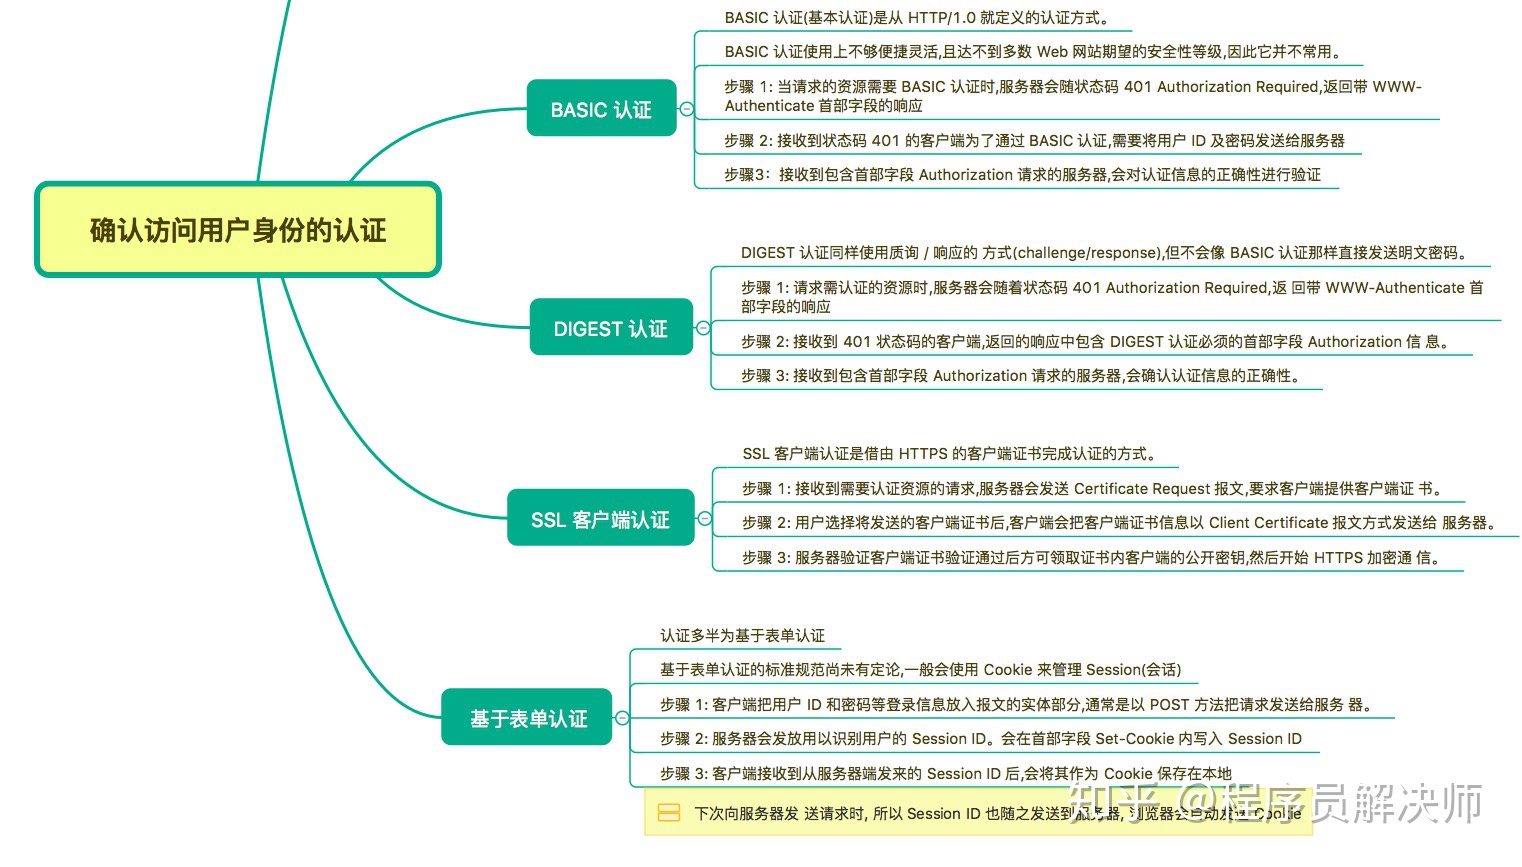 BASIC 认证(基本认证)是从 HTTP/1.0 就定义的认证方式。
BASIC 认证使用上不够便捷灵活,且达不到多数 Web 网站期望的安全性等级,因此它并不常用。
步骤 1: 当请求的资源需要 BASIC 认证时,服务器会随状态码 401 Authorization Required,返回带 WWW-
Authenticate 首部字段的响应
BASIC 认证
步骤 2: 接收到状态码 401 的客户端为了通过 BASIC 认证,需要将用户 ID 及密码发送给服务器
步骤3：接收到包含首部字段 Authorization 请求的服务器,会对认证信息的正确性进行验证
确认访问用户身份的认证
DIGEST 认证同样使用质询 / 响应的 方式(challenge/response),但不会像 BASIC 认证那样直接发送明文密码。
步骤 1: 请求需认证的资源时,服务器会随着状态码 401 Authorization Required,返 回带 WWW-Authenticate 首
部字段的响应
DIGEST 认证
步骤 2: 接收到 401 状态码的客户端,返回的响应中包含 DIGEST 认证必须的首部字段 Authorization 信 息。
步骤 3: 接收到包含首部字段 Authorization 请求的服务器,会确认认证信息的正确性。
SSL 客户端认证是借由 HTTPS 的客户端证书完成认证的方式。
步骤 1: 接收到需要认证资源的请求,服务器会发送 Certificate Request 报文,要求客户端提供客户端证 书。
SSL 客户端认证
步骤 2: 用户选择将发送的客户端证书后,客户端会把客户端证书信息以 Client Certificate 报文方式发送给 服务器。
步骤 3: 服务器验证客户端证书验证通过后方可领取证书内客户端的公开密钥,然后开始 HTTPS 加密通 信。
认证多半为基于表单认证
基于表单认证的标准规范尚未有定论,一般会使用 Cookie 来管理 Session(会话)
步骤 1: 客户端把用户 ID 和密码等登录信息放入报文的实体部分,通常是以 POST 方法把请求发送给服务 器。
基于表单认证
步骤 2: 服务器会发放用以识别用户的 Session ID。会在首部字段 Set-Cookie 内写入 Session ID
步骤 3: 客户端接收到从服务器端发来的 Session ID 后,会将其作为 Cookie 保存在本地
下次向服务器发 送请求时, 所以 Session ID 也随之发送到服务器, 浏览器会自动发送 Cookie
知乎 @程序员解决师